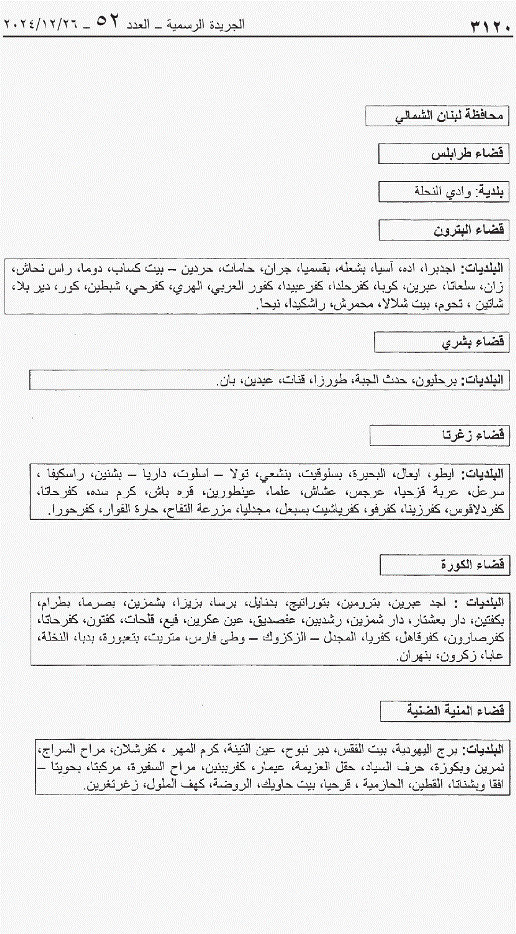 ٣١٢٠
الجريدة الرسمية – العدد ٥٢ – ٢٠٢٤/١٢/٢٦
محافظة لبنان الشمالي
قضاء طرابلس
بلدية: وادي النحلة
قضاء البترون
البلديات: اجدبرا، اده، آسيا، بشعله، بقسميا، جران، حامات، حردين – بيت كساب، دوما، راس نحاش،
زان، سلعاتا، عبرين، كوبا، كفرحلدا، كفرعبيدا، كفور العربي، الهري، كفرحي، شبطين، كور، دير بلا،
شاتين ، تحوم، بيت شلالا، محمرش، راشكيدا، نيحا.
قضاء بشري
البلديات: برحليون، حدث الجبة، طورزا، قنات، عبدين، بان.
قضاء زغرتا
البلديات: ايطو، ايعال، البحيرة، بسلوقيت، بنشعي، تولا – اسلوت، داريا – بشنين، راسكيفا ،
سرعل، عربة قزحيا، عرجس، عشاش، علما، عينطورين، قره باش، كرم سده، كفرحاتا،
كفردلاقوس، كفرزينا، كفرفو، كفرياشيت بسبعل، مجدليا، مزرعة التفاح، حارة الفوار، كفرحورا.
قضاء الكورة
البلديات : اجد عبرين، بترومين، بتوراتيج، بدنايل، برسا، بزيزا، بشمزين، بصرما، بطرام،
بكفتين، دار بعشتار، دار شمزين، رشدبين، عفصديق، عين عكرين، فيع، قلحات، كفتون، كفرحاتا،
كفرصارون، كفرقاهل، كفريا، المجدل – الزكزوك – وطى فارس، متريت، بتعبورة، بدبا، النخلة،
عابا، زكرون، بنهران.
قضاء المنية الضنية
البلديات: برج اليهودية، بيت الفقس، دير نبوح، عين التينة، كرم المهر ، كفرشلان، مراح السراج،
نمرين وبكوزة، حرف السياد، حقل العزيمة، عيمار، كفربنين، مراح السفيرة، مركبتا، بحويتا –
افقا وبشناتا، القطين، الحازمية ، قرحيا، بيت حاويك، الروضة، كهف الملول، زغرتغرين.